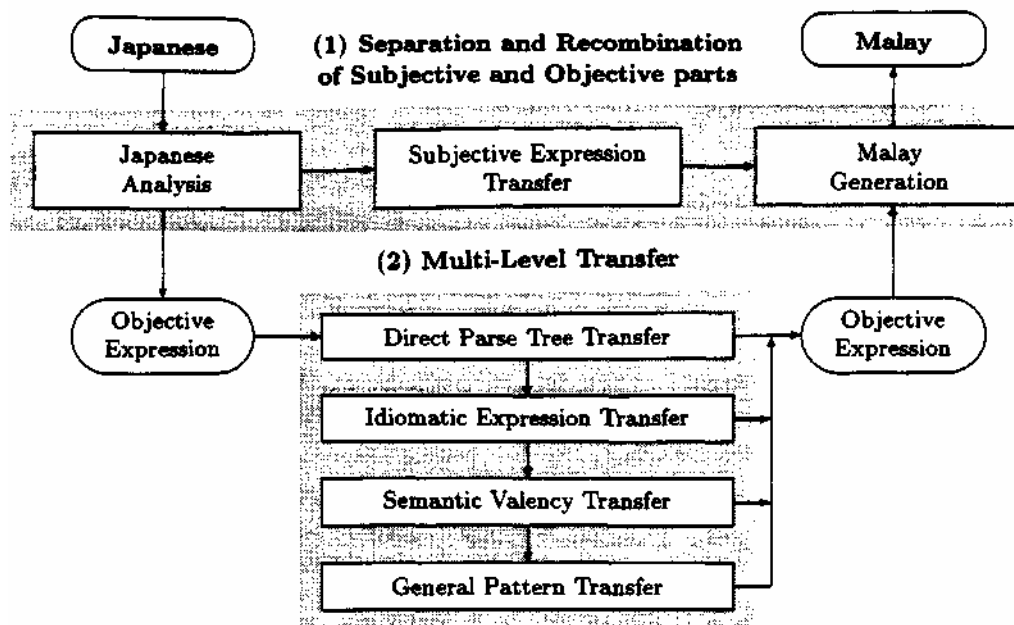 Japanese
(1) Separation and Recombination
of Subjective and Objective parts
Malay
Japanese
Analysis
Subjective Expression
Transfer
Malay
Generation
(2) Multi-Level Transfer
Objective
Expression
Direct Parse Tree Transfer
Objective
Expression
Idiomatic Expression Transfer
Semantic Valency Transfer
General Pattern Transfer